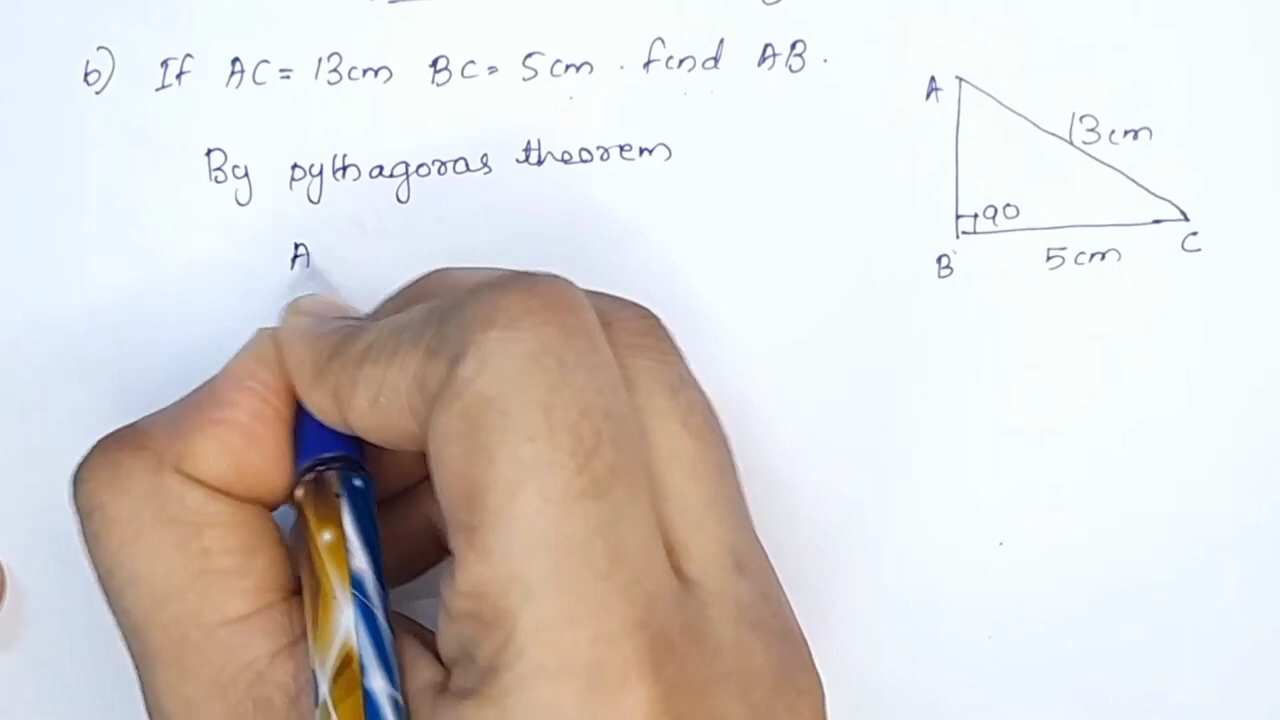 b) If AC = 13cm BC = 5cm . find AB.
By pythagoras theorem
A
A
13cm
90
B
5cm
C